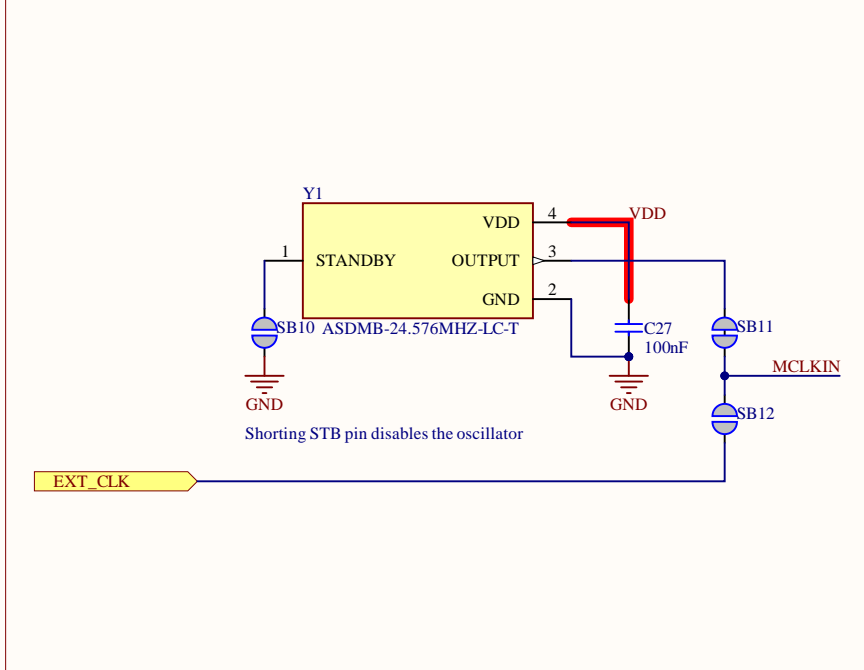 Y1
VDD
4
VDD
1
STANDBY
OUTPUT
3
GND
2
SB10
ASDMB-24.576MHZ-LC-T
C27
100nF
SB11
MCLKIN
GND
GND
SB12
Shorting STB pin disables the oscillator
EXT_CLK